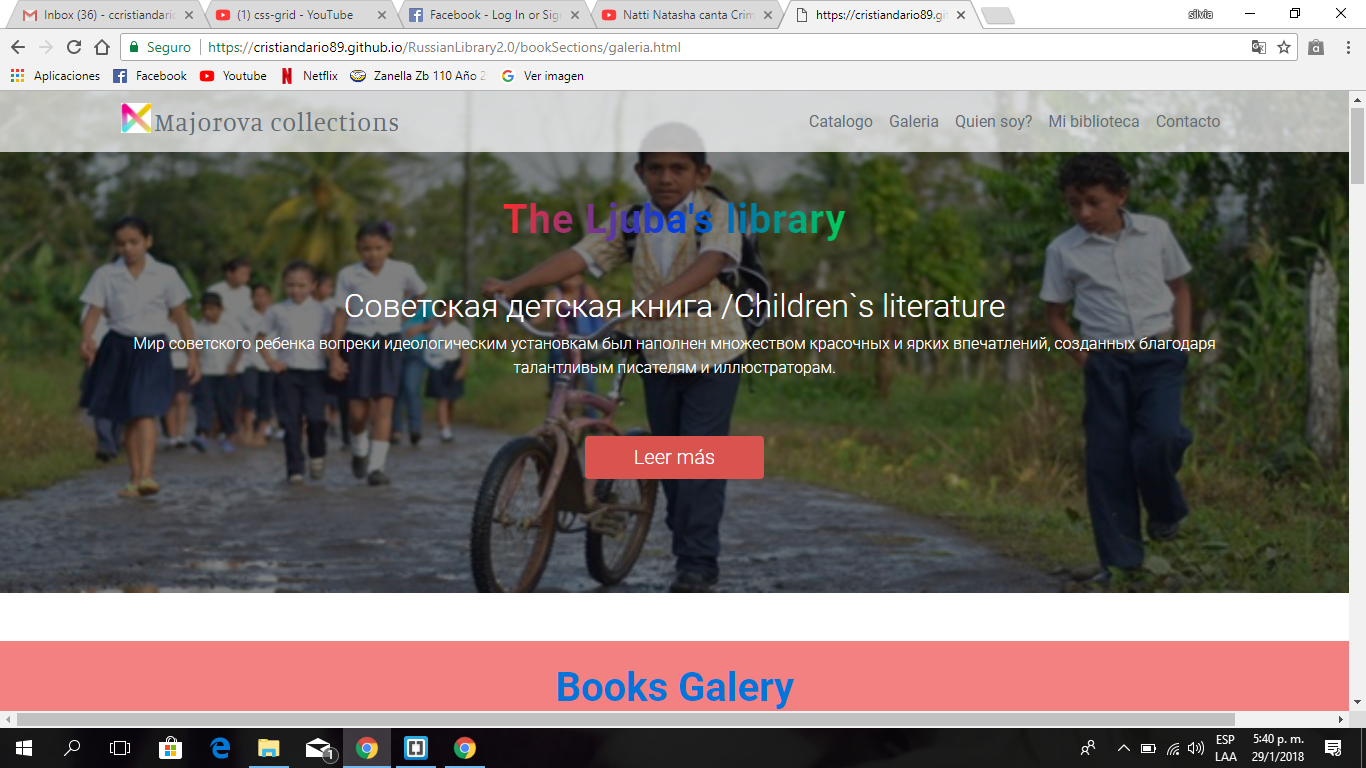 Inbox (36) - ccristiandario
(1) css-grid - YouTube
Facebook - Log In or Sig
Natti Natasha canta Crim
https://cristiandario89.gi
silvia
Seguro
https://cristiandario89.github.io/RussianLibrary2.0/bookSections/galeria.html
Aplicaciones
Facebook
Youtube
Netflix
Zanella Zb 110 Año 2
Ver imagen
Majorova collections
Catalogo
Galeria
Quien soy?
Mi biblioteca
Contacto
The Ljuba's library
Советская детская книга /Children`s literature
Мир советского ребенка вопреки идеологическим установкам был наполнен множеством красочных и ярких впечатлений, созданных благодаря
талантливым писателям и иллюстраторам.
Leer más
Books Galery
1
ESP
LAA
5:40 p. m.
29/1/2018